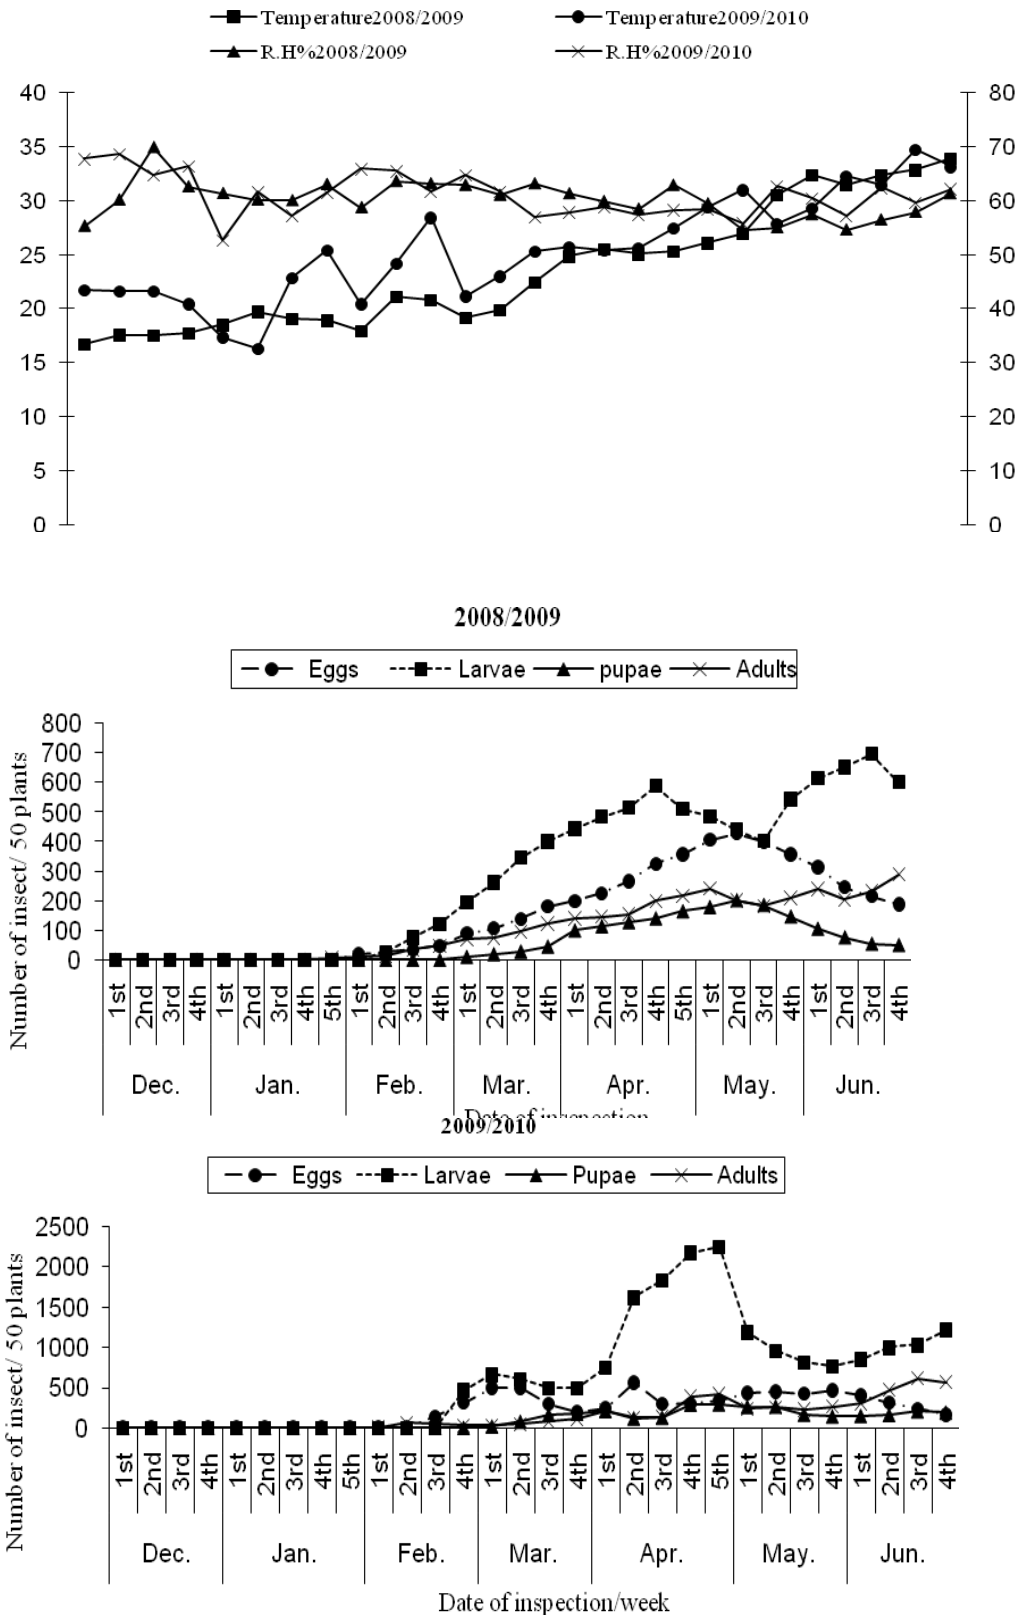 Temperature2008/2009 Temperature2009/2010
R.H%2008/2009 R.H%2009/2010
40 80
35 70
30 60
25 50
20 40
15 30
10 20
5 10
0 0
2008/2009
Eggs Larvae pupae Adults
Number of insect/ 50 plants
800
700
600
500
400
300
200
100
0
1st 2nd 3rd 4th 1st 2nd 3rd 4th 5th 1st 2nd 3rd 4th 1st 2nd 3rd 4th 1st 2nd 3rd 4th 5th 1st 2nd 3rd 4th 1st 2nd 3rd 4th
Dec. Jan. Feb. Mar. Apr. May. Jun.
Date of
2009/2010
Eggs Larvae Pupae Adults
Number of insect/ 50 plants
2500
2000
1500
1000
500
0
1st 2nd 3rd 4th 1st 2nd 3rd 4th 5th 1st 2nd 3rd 4th 1st 2nd 3rd 4th 1st 2nd 3rd 4th 5th 1st 2nd 3rd 4th 1st 2nd 3rd 4th
Dec. Jan. Feb. Mar. Apr. May. Jun.
Date of inspection/week